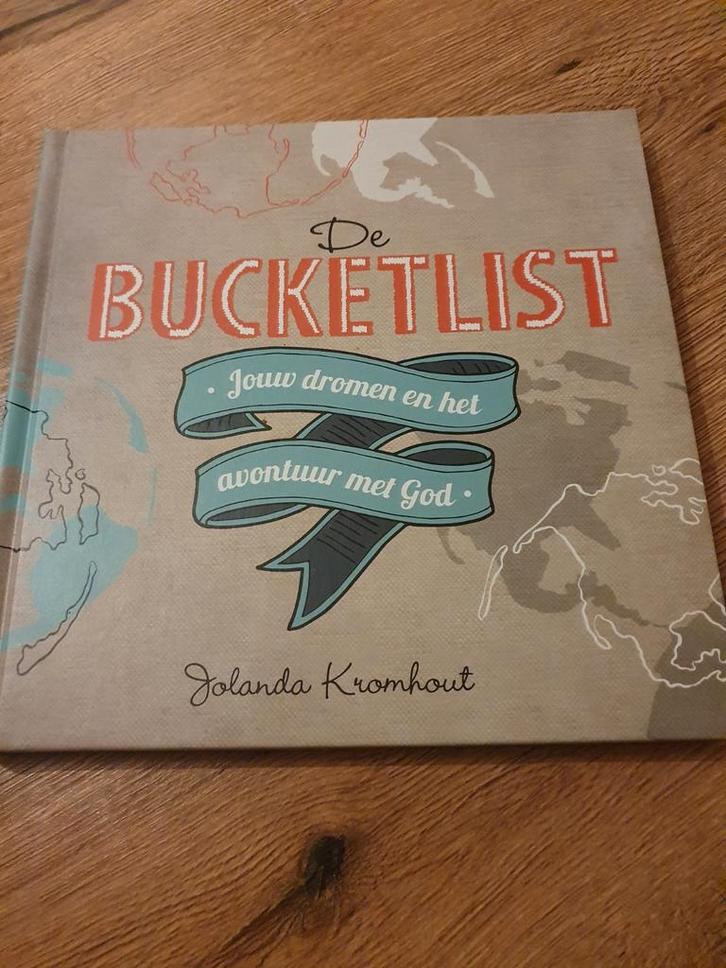 De
BUCKETLIST
· Jouw dromen en het
avontuur met God ·
Jolanda Kromhout